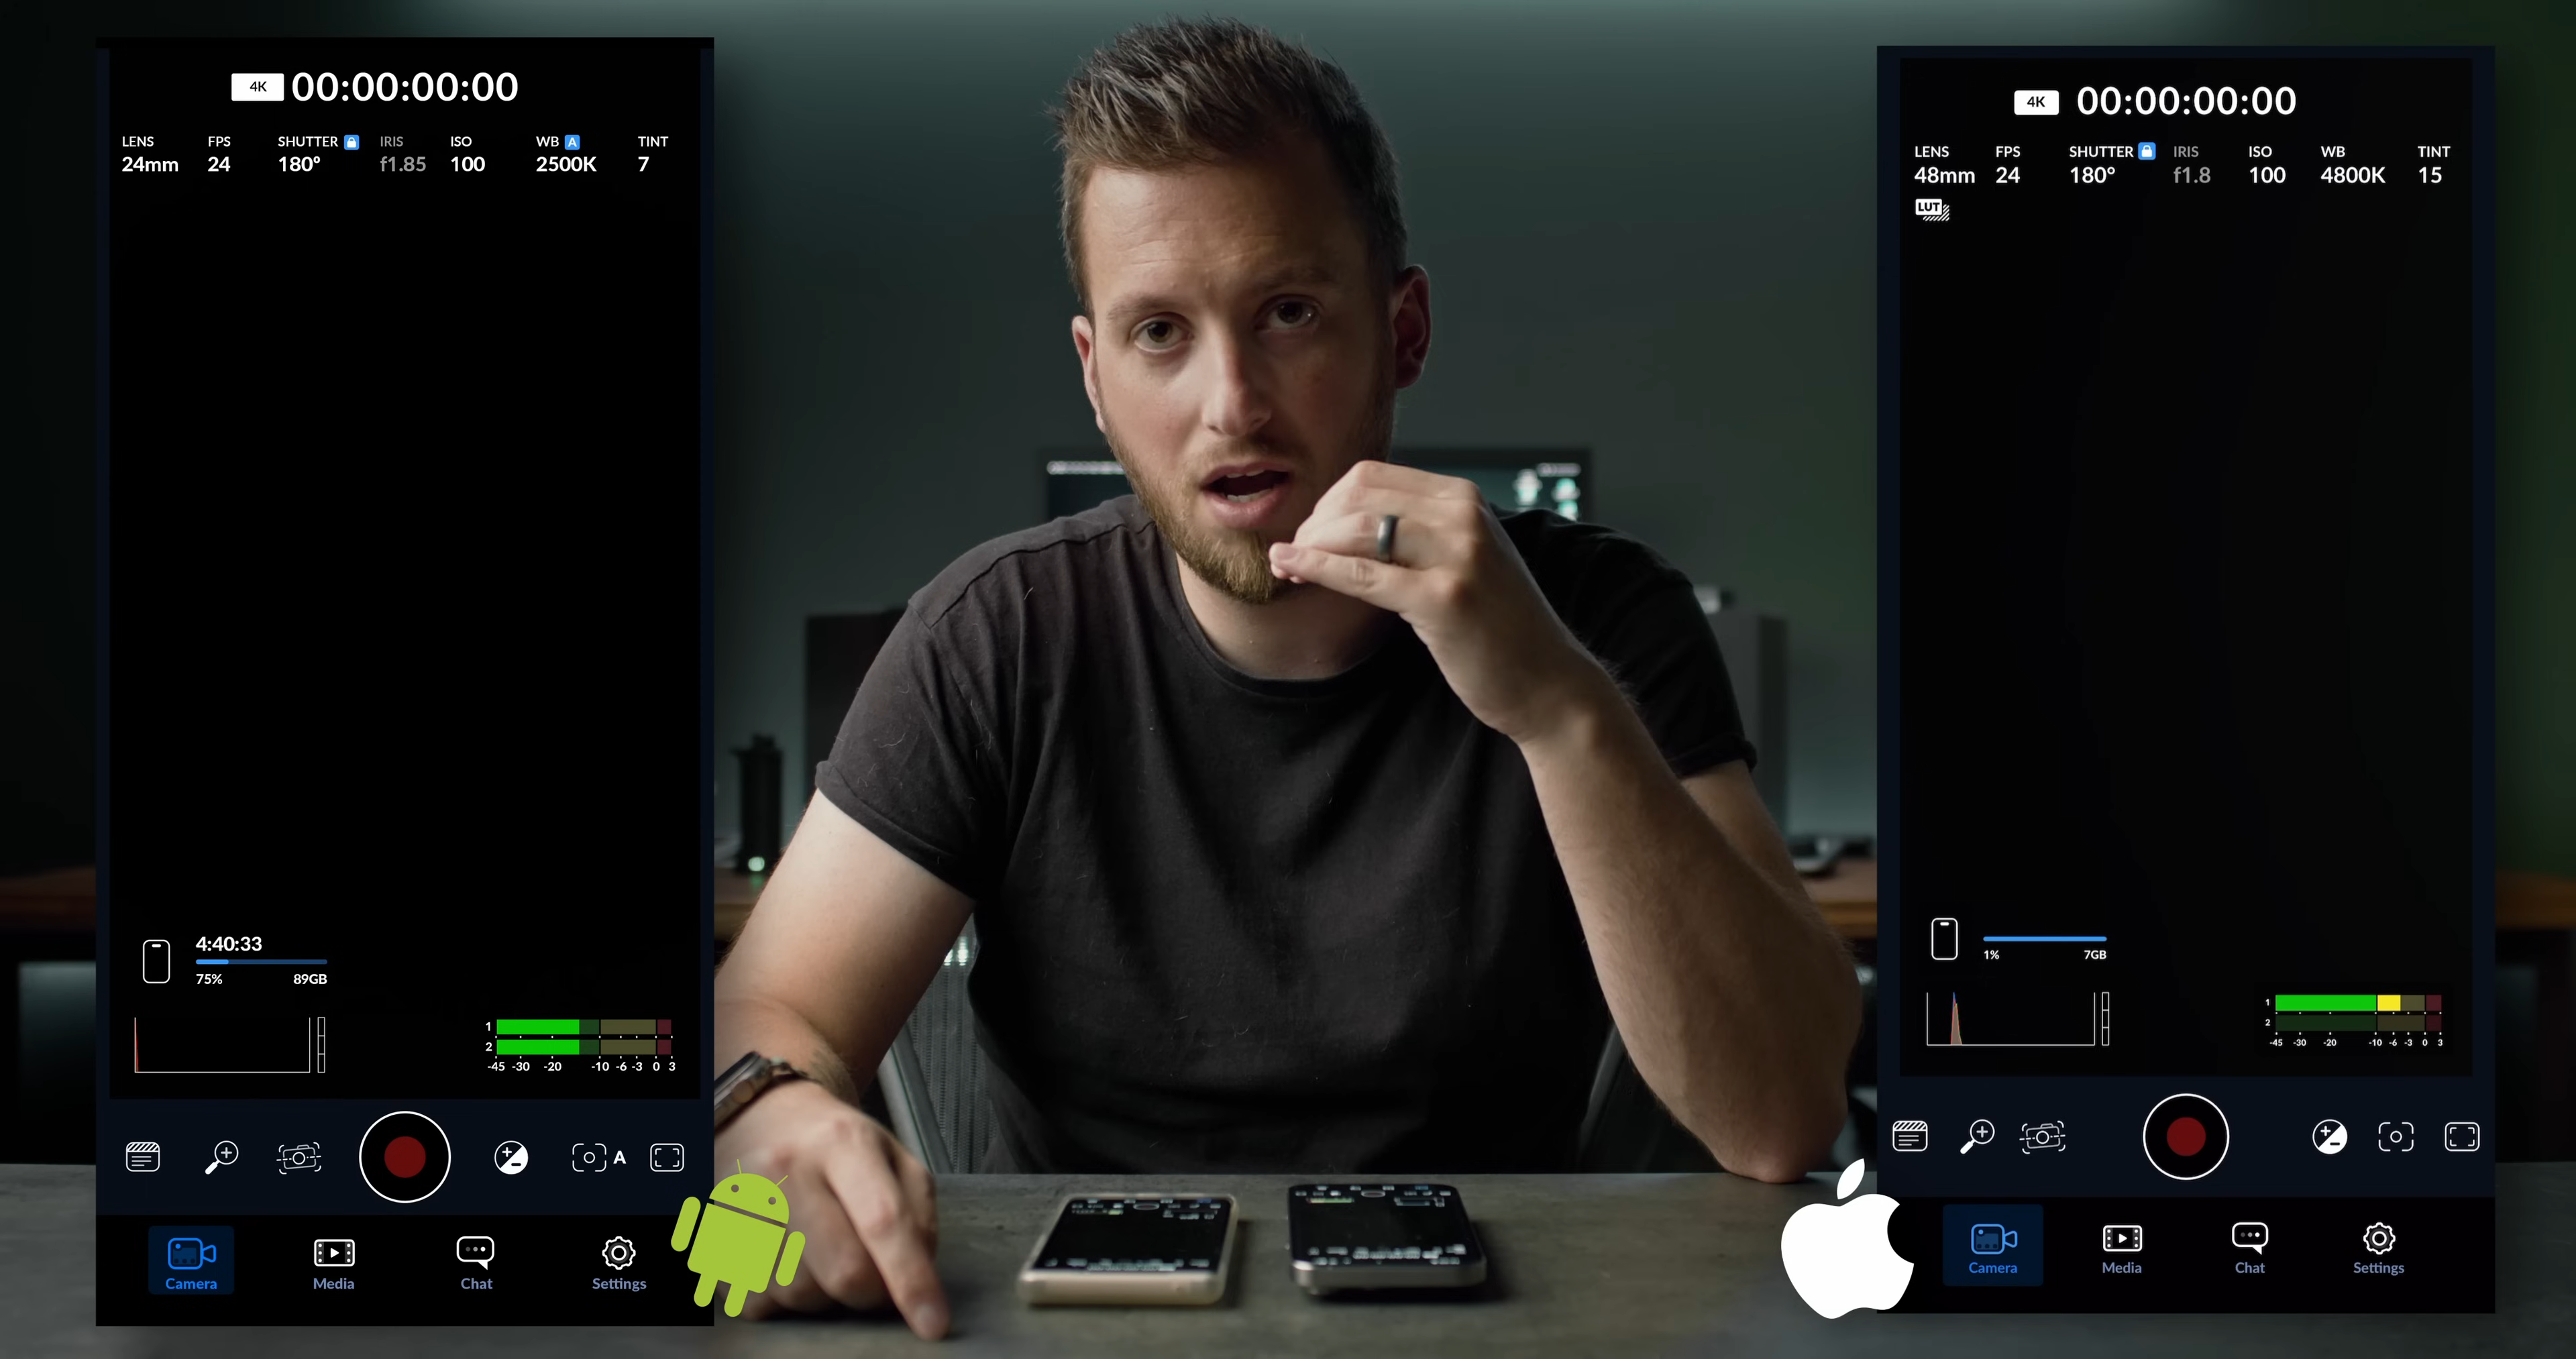 4K 00:00:00:00
LENS FPS SHUTTER IRIS ISO WB A TINT
24mm 24 180° f1.85 100 2500K 7
4:40:33
75% 89GB
1
2
-45 -30 -20 -10 -6 -3 0 3
A
Camera Media Chat Settings
4K 00:00:00:00
LENS FPS SHUTTER IRIS ISO WB TINT
48mm 24 180° f1.8 100 4800K 15
LUT
1% 7GB
1
2
-45 -30 -20 -10 -6 -3 0 3
Camera Media Chat Settings